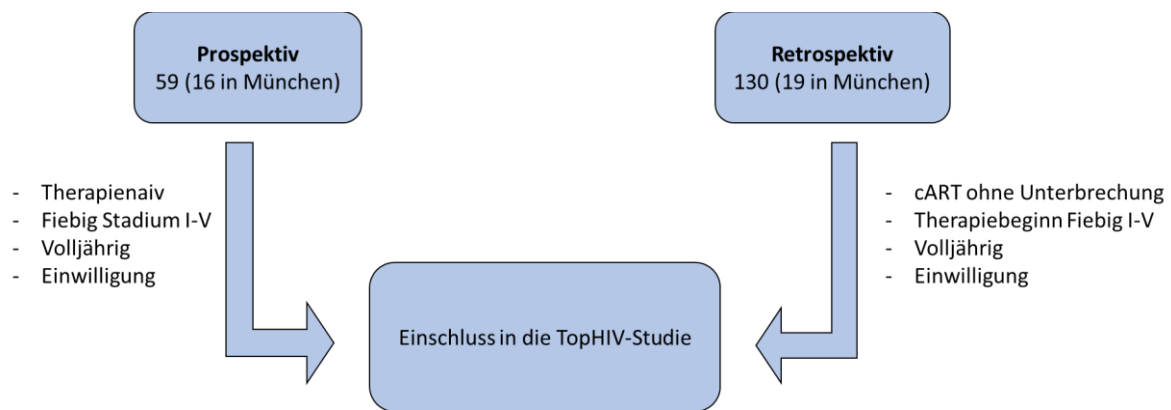 Prospektiv
59 (16 in München)
Retrospektiv
130 (19 in München)
- Therapienaiv
- Fiebig Stadium I-V
- Volljährig
- Einwilligung
- cART ohne Unterbrechung
- Therapiebeginn Fiebig I-V
- Volljährig
- Einwilligung
Einschluss in die TopHIV-Studie